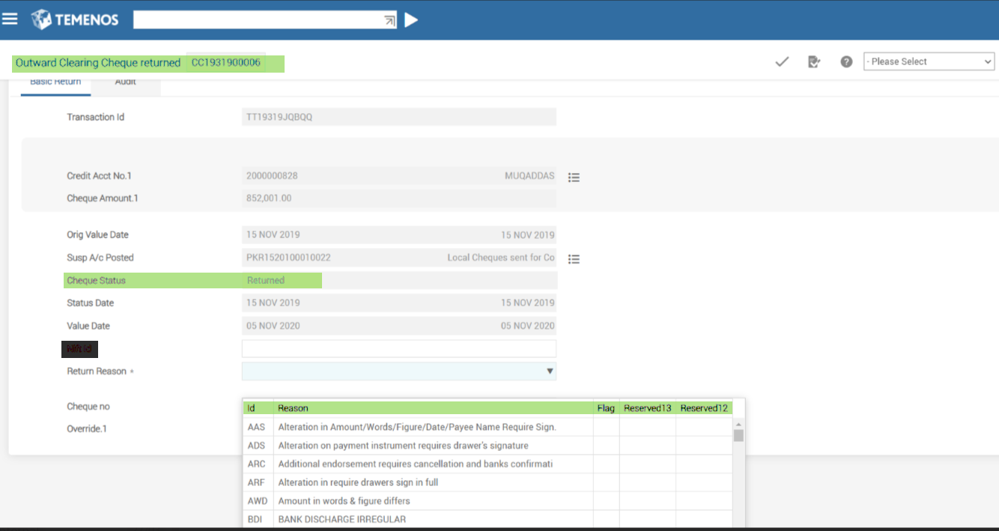 TEMENOS
Outward Clearing Cheque returned CC1931900006
- Please Select
Basic Return Audit
Transaction Id TT19319JQBQQ
Credit Acct No.1 2000000828 MUQADDAS
Cheque Amount.1 852,001.00
Orig Value Date 15 NOV 2019 15 NOV 2019
Susp A/c Posted PKR1520100010022 Local Cheques sent for Co
Cheque Status Returned
Status Date 15 NOV 2019 15 NOV 2019
Value Date 05 NOV 2020 05 NOV 2020
Return Reason *
Cheque no
Override.1
Id Reason Flag Reserved13 Reserved12
AAS Alteration in Amount/Words/Figure/Date/Payee Name Require Sign.
ADS Alteration on payment instrument requires drawer's signature
ARC Additional endorsement requires cancellation and banks confirmati
ARF Alteration in require drawers sign in full
AWD Amount in words & figure differs
BDI BANK DISCHARGE IRREGULAR